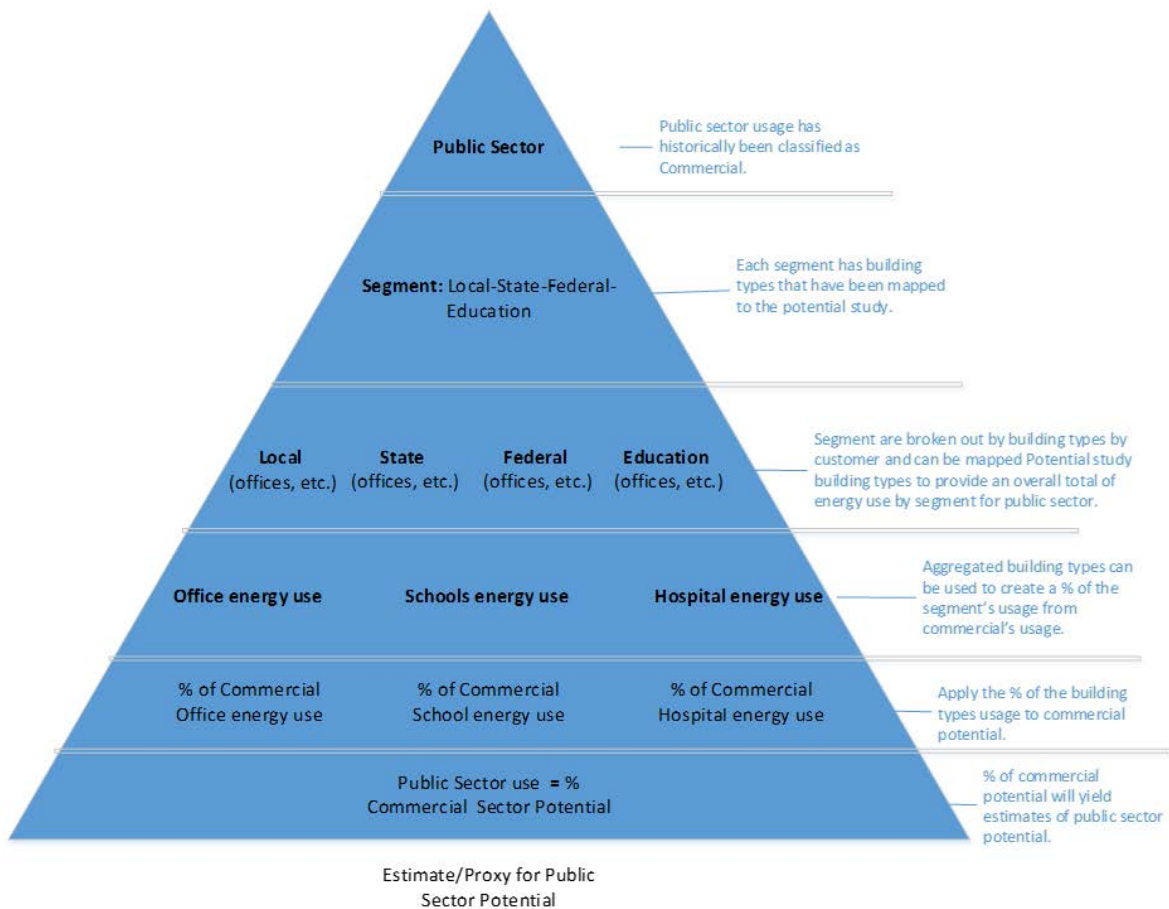 Public Sector
Public sector usage has
historically been classified as
Commercial.
Segment: Local-State-Federal-
Education
Each segment has building
types that have been mapped
to the potential study.
Local
(offices, etc.)
State
(offices, etc.)
Federal
(offices, etc.)
Education
(offices, etc.)
Segment are broken out by building types by
customer and can be mapped Potential study
building types to provide an overall total of
energy use by segment for public sector.
Office energy use
Schools energy use
Hospital energy use
Aggregated building types can
be used to create a % of the
segment's usage from
commercial's usage.
% of Commercial
Office energy use
% of Commercial
School energy use
% of Commercial
Hospital energy use
Apply the % of the building
types usage to commercial
potential.
Public Sector use = %
Commercial Sector Potential
% of commercial
potential will yield
estimates of public sector
potential.
Estimate/Proxy for Public
Sector Potential